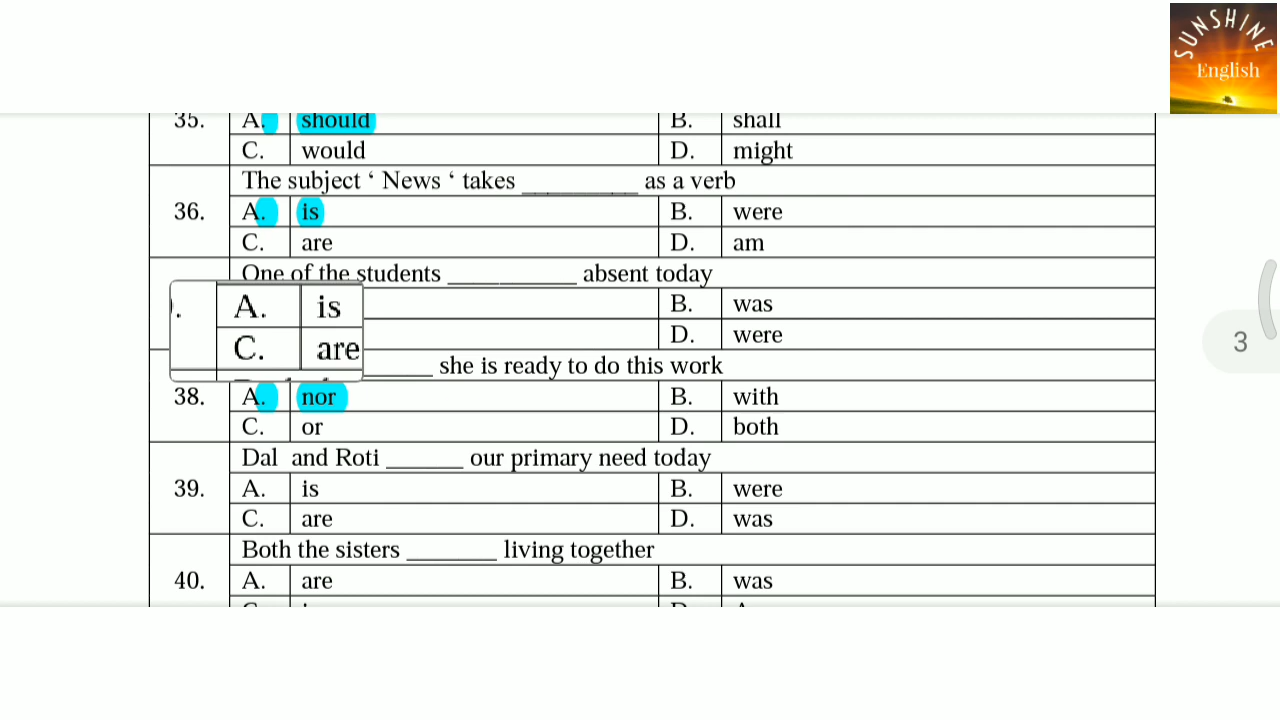 SUNSHINE
English
35. A. should B. shall
C. would D. might
The subject ‘ News ‘ takes _________ as a verb
36. A. is B. were
C. are D. am
One of the students __________ absent today
B. was
D. were
. A. is
C. are
______ she is ready to do this work
38. A. nor B. with
C. or D. both
Dal and Roti ______ our primary need today
39. A. is B. were
C. are D. was
Both the sisters _______ living together
40. A. are B. was
3